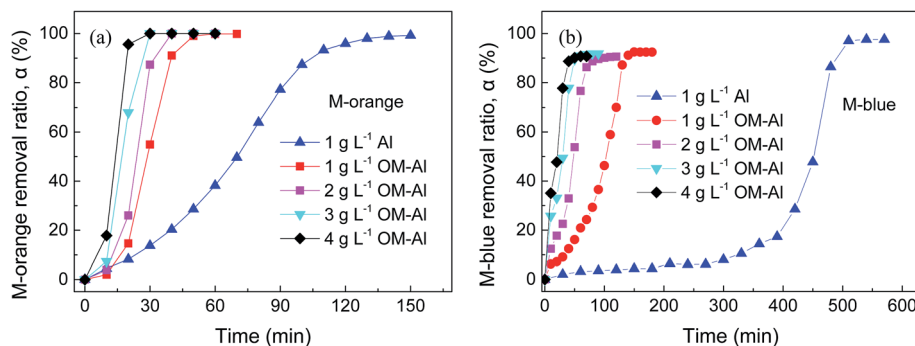 (a)
M-orange removal ratio, α (%)
100
80
60
40
20
0
M-orange
1 g L⁻¹ Al
1 g L⁻¹ OM-Al
2 g L⁻¹ OM-Al
3 g L⁻¹ OM-Al
4 g L⁻¹ OM-Al
0 30 60 90 120 150
Time (min)
(b)
M-blue removal ratio, α (%)
100
80
60
40
20
0
1 g L⁻¹ Al
1 g L⁻¹ OM-Al
2 g L⁻¹ OM-Al
3 g L⁻¹ OM-Al
4 g L⁻¹ OM-Al
M-blue
0 100 200 300 400 500 600
Time (min)